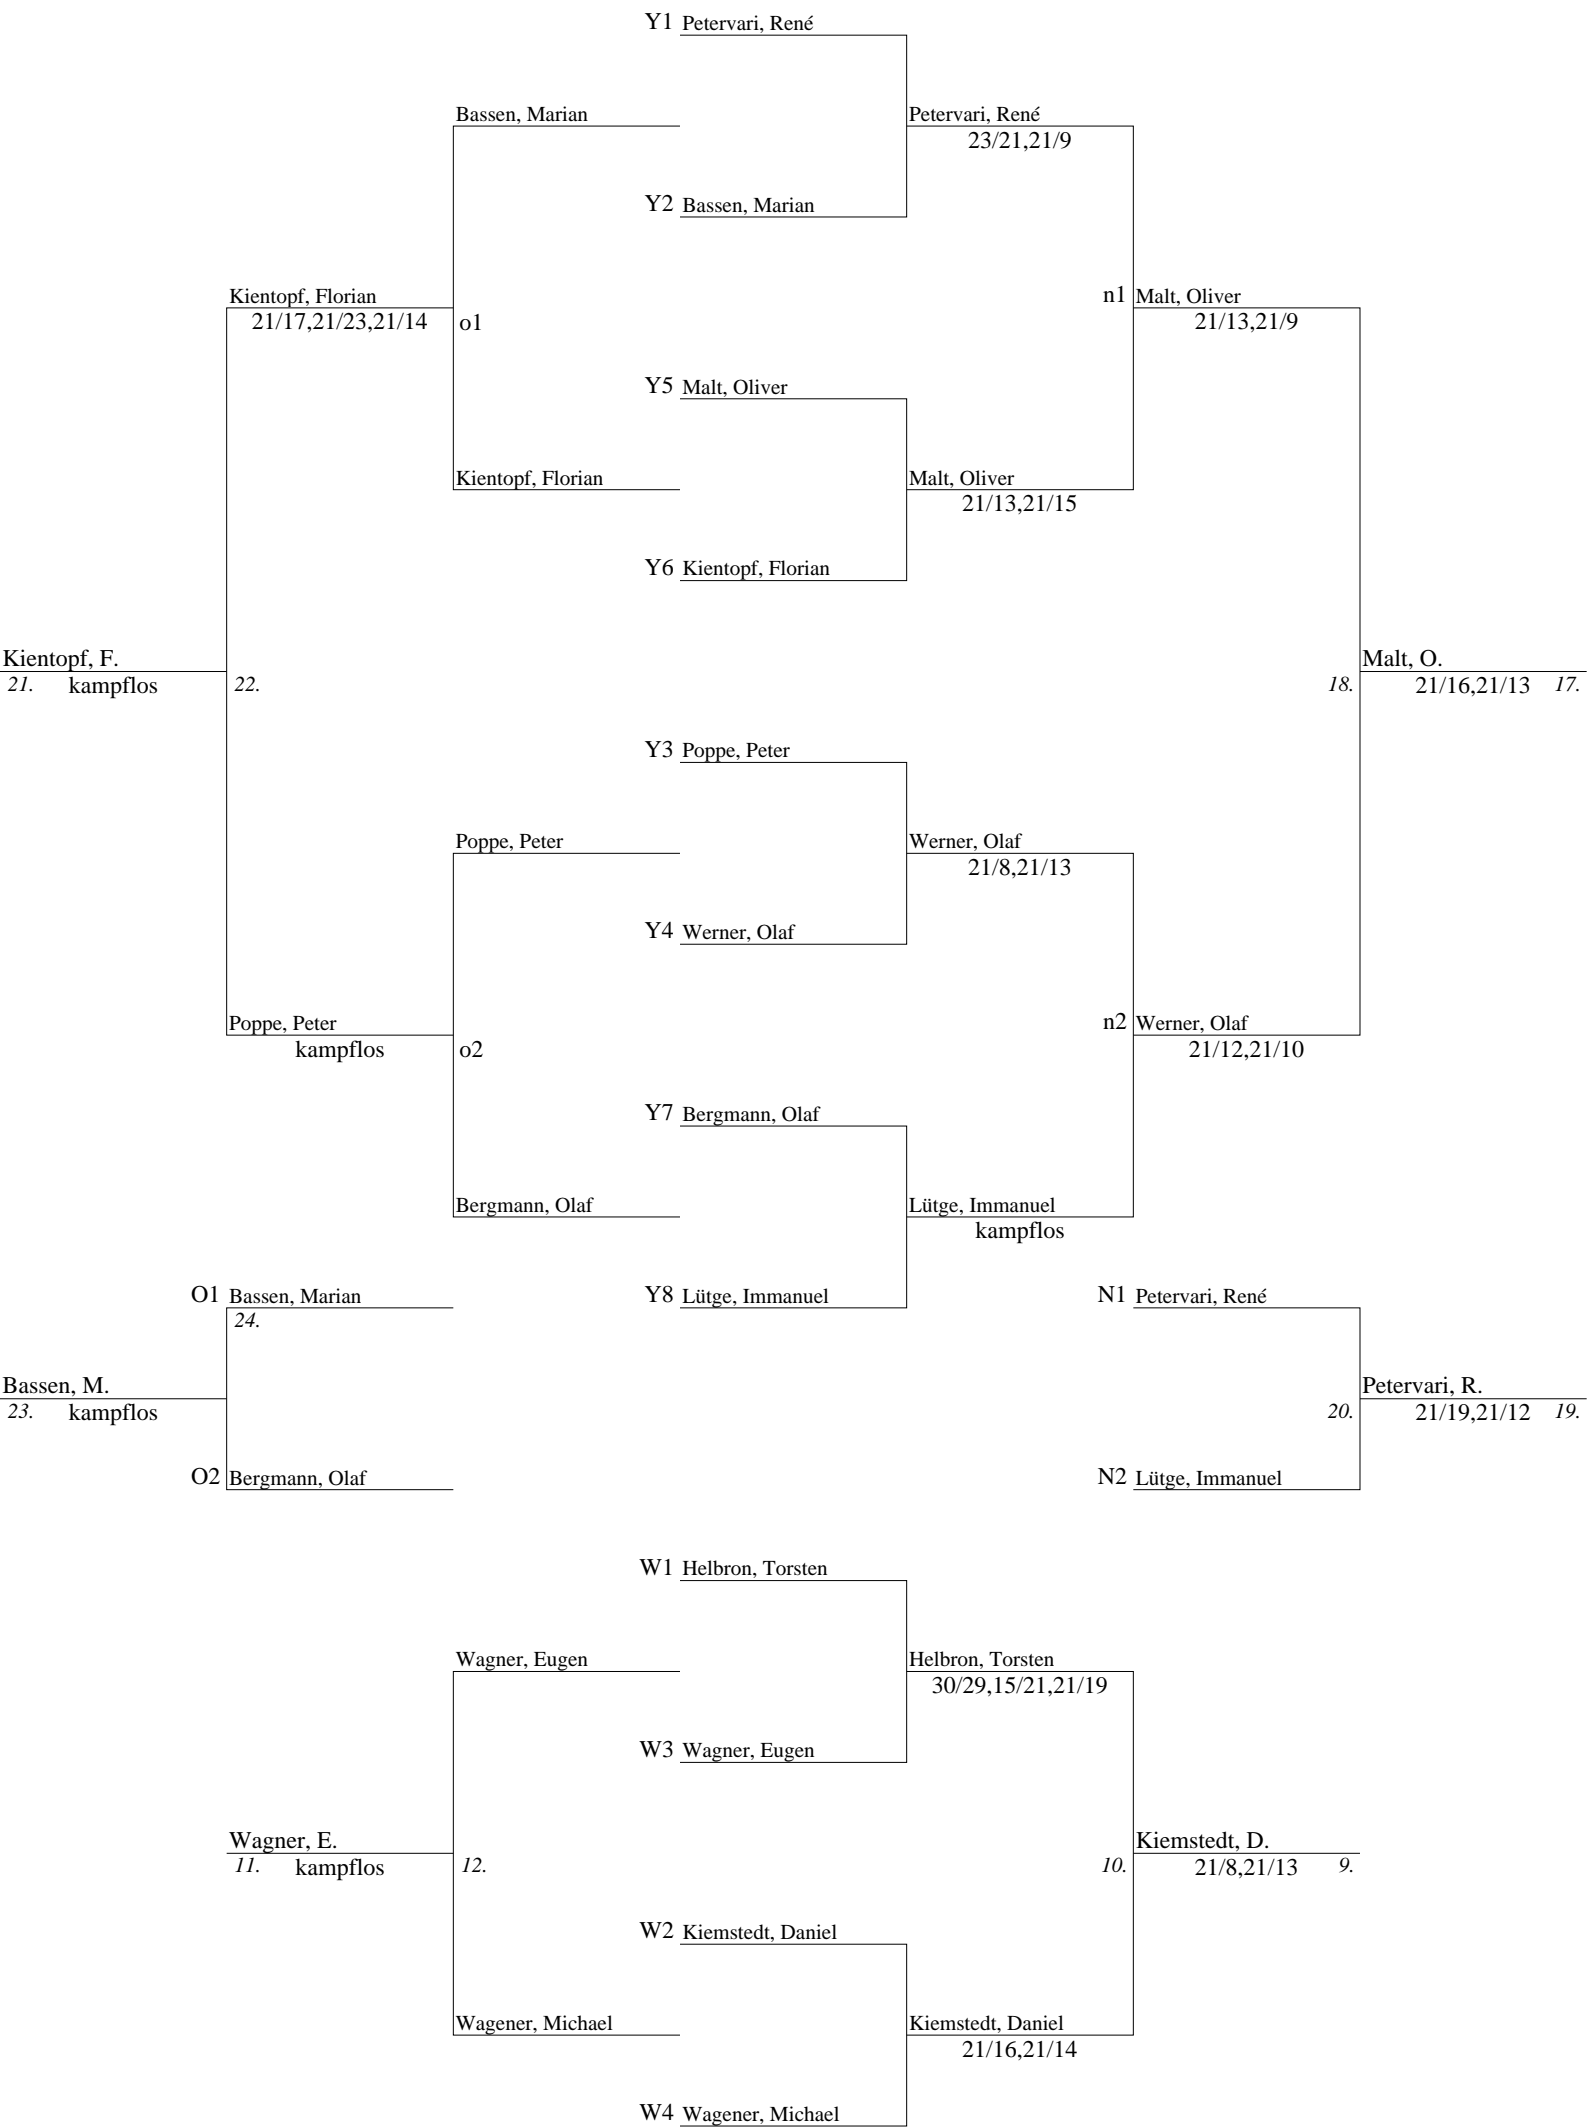 Y1 Petervari, René
Bassen, Marian
Petervari, René
23/21,21/9
Y2 Bassen, Marian
Kientopf, Florian
21/17,21/23,21/14
o1
n1 Malt, Oliver
21/13,21/9
Y5 Malt, Oliver
Kientopf, Florian
Malt, Oliver
21/13,21/15
Y6 Kientopf, Florian
Kientopf, F.
21. kampflos
22.
Malt, O.
18.
21/16,21/13 17.
Y3 Poppe, Peter
Poppe, Peter
Werner, Olaf
21/8,21/13
Y4 Werner, Olaf
Poppe, Peter
kampflos
o2
n2 Werner, Olaf
21/12,21/10
Y7 Bergmann, Olaf
Bergmann, Olaf
Lütge, Immanuel
kampflos
O1 Bassen, Marian
24.
Y8 Lütge, Immanuel
N1 Petervari, René
Bassen, M.
23. kampflos
Petervari, R.
20.
21/19,21/12 19.
O2 Bergmann, Olaf
N2 Lütge, Immanuel
W1 Helbron, Torsten
Wagner, Eugen
Helbron, Torsten
30/29,15/21,21/19
W3 Wagner, Eugen
Wagner, E.
11. kampflos
12.
Kiemstedt, D.
10.
21/8,21/13 9.
W2 Kiemstedt, Daniel
Wagener, Michael
Kiemstedt, Daniel
21/16,21/14
W4 Wagener, Michael